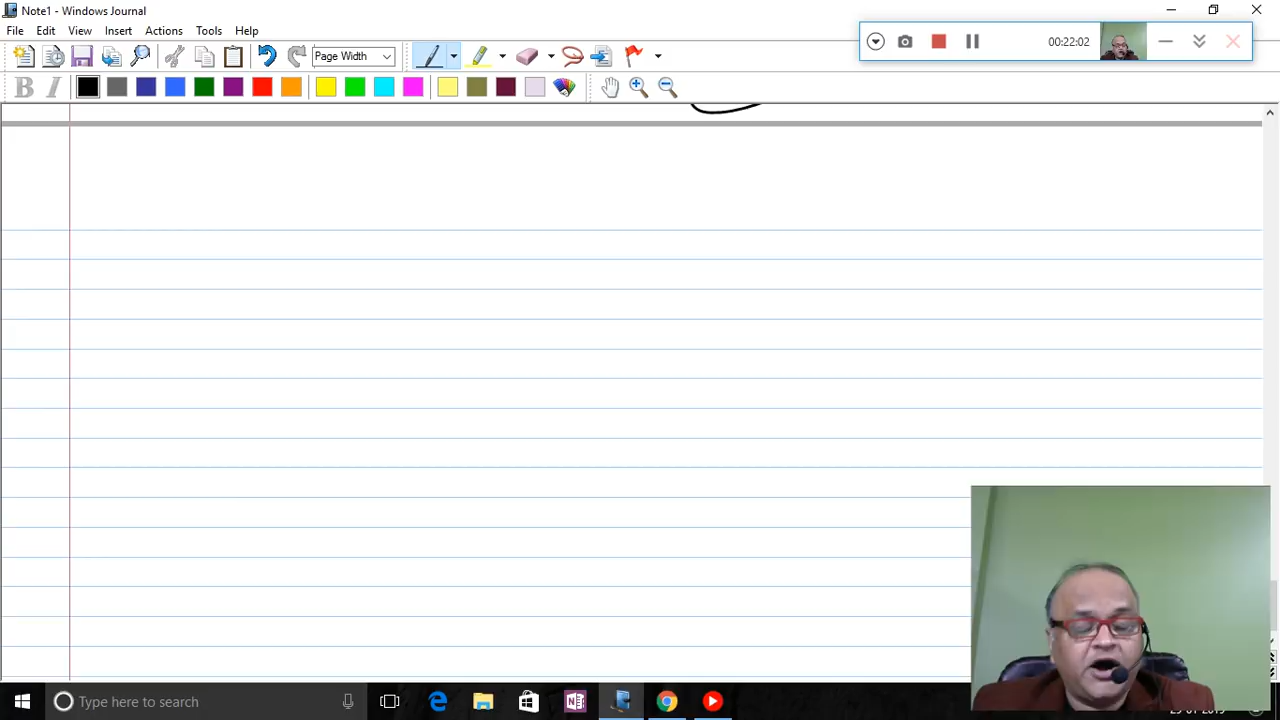 Note1 - Windows Journal
File Edit View Insert Actions Tools Help
00:22:02
Page Width
B I
Type here to search